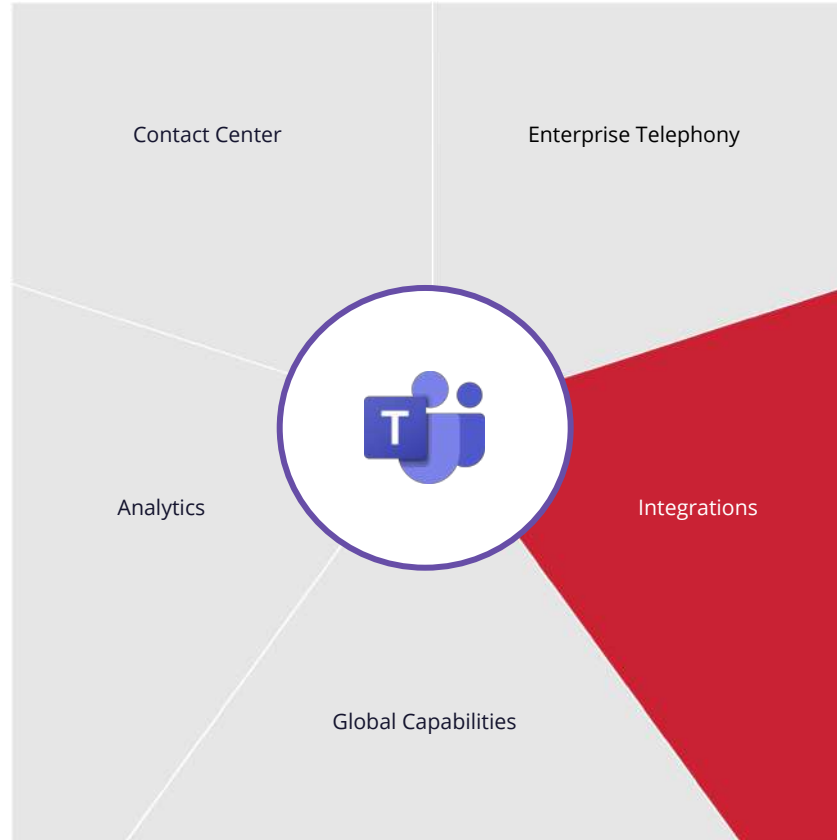 Contact Center
Enterprise Telephony
T
Analytics
Integrations
Global Capabilities